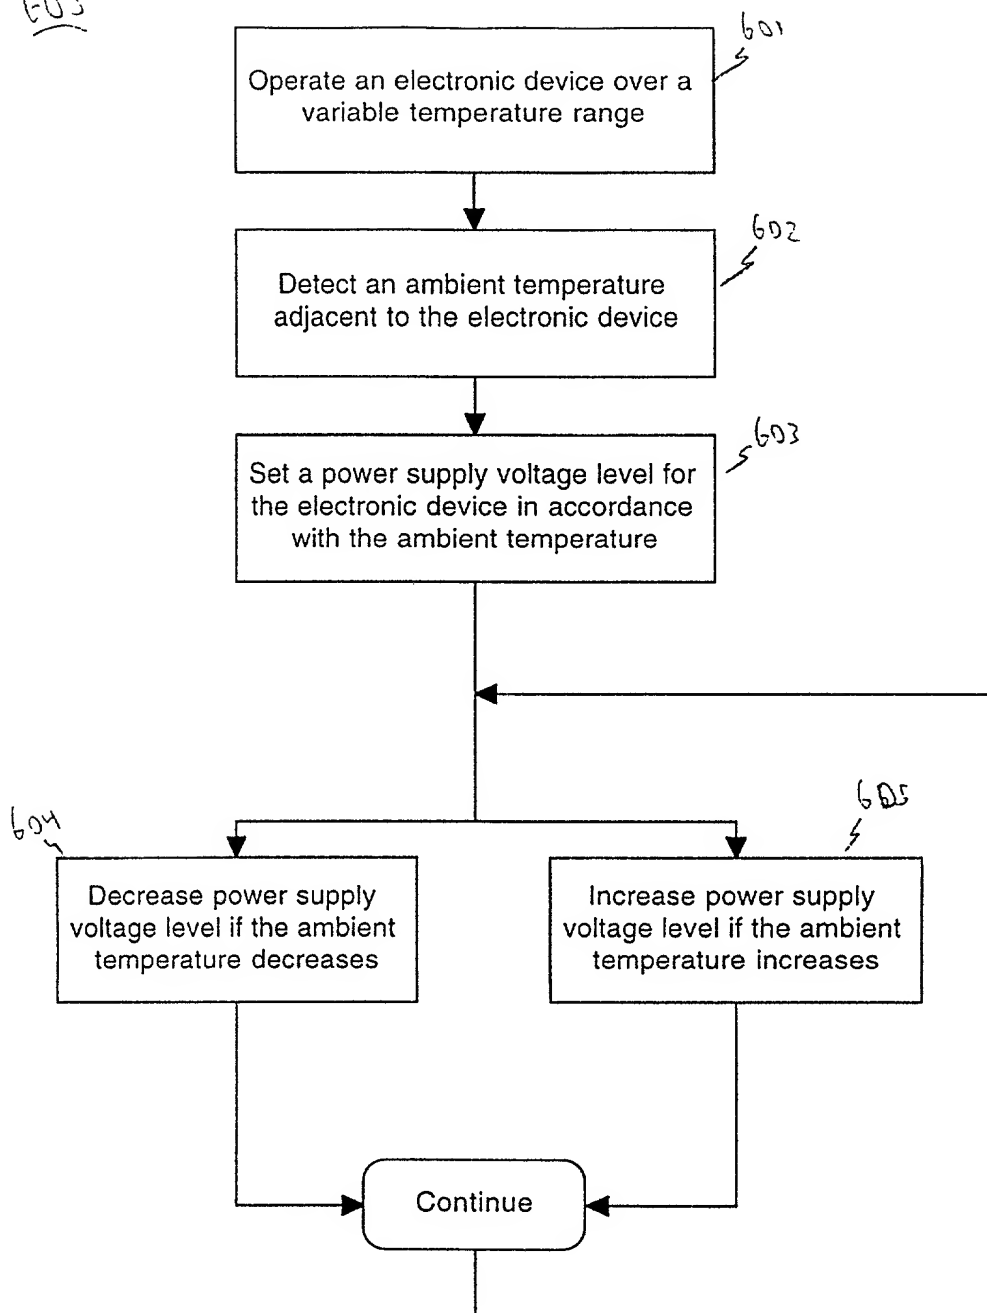 601
Operate an electronic device over a
variable temperature range
602
Detect an ambient temperature
adjacent to the electronic device
603
Set a power supply voltage level for
the electronic device in accordance
with the ambient temperature
604
605
Decrease power supply
voltage level if the ambient
temperature decreases
Increase power supply
voltage level if the ambient
temperature increases
Continue